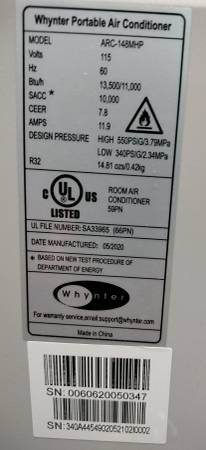 Whynter Portable Air Conditioner
MODEL ARC-148MHP
Volts 115
Hz 60
Btu/h 13,500/11,000
SACC * 10,000
CEER 7.8
AMPS 11.9
DESIGN PRESSURE HIGH 550PSIG/3.79MPa
LOW 340PSIG/2.34MPa
R32 14.81 ozs/0.42kg
C UL US
LISTED
ROOM AIR
CONDITIONER
59PN
UL FILE NUMBER: SA33965 (66PN)
DATE MANUFACTURED: 05/2020
* BASED ON NEW TEST PROCEDURE OF
DEPARTMENT OF ENERGY
Whynter
For warranty service,email:support@whynter.com
Made in China
SN: 0060620050347
SN: